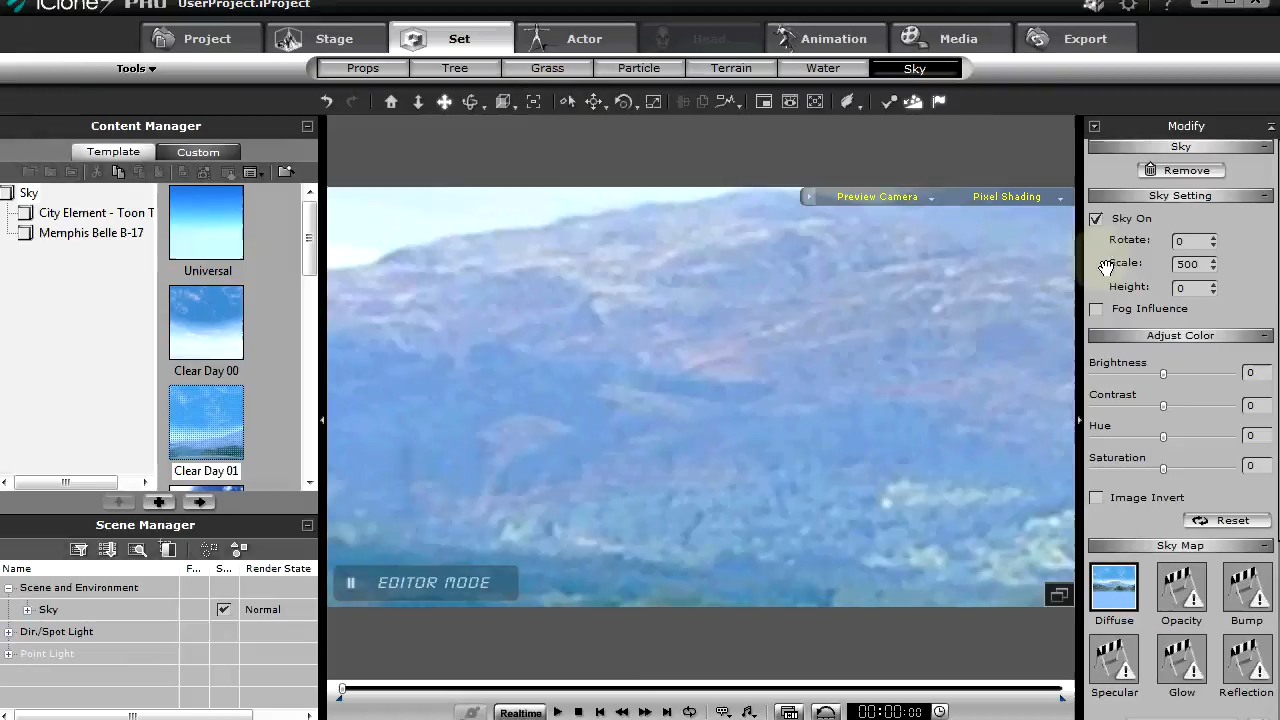 iClone PRO
UserProject.iProject
Project
Stage
Set
Actor
Head
Animation
Media
Export
Tools
Props
Tree
Grass
Particle
Terrain
Water
Sky
Content Manager
Template
Custom
Sky
City Element - Toon T
Memphis Belle B-17
Universal
Clear Day 00
Clear Day 01
Scene Manager
Name
F...
S...
Render State
Scene and Environment
Sky
Normal
Dir./Spot Light
Point Light
Preview Camera
Pixel Shading
EDITOR MODE
Realtime
00:00:00
Modify
Sky
Remove
Sky Setting
Sky On
Rotate:
0
Scale:
500
Height:
0
Fog Influence
Adjust Color
Brightness
0
Contrast
0
Hue
0
Saturation
0
Image Invert
Reset
Sky Map
Diffuse
Opacity
Bump
Specular
Glow
Reflection